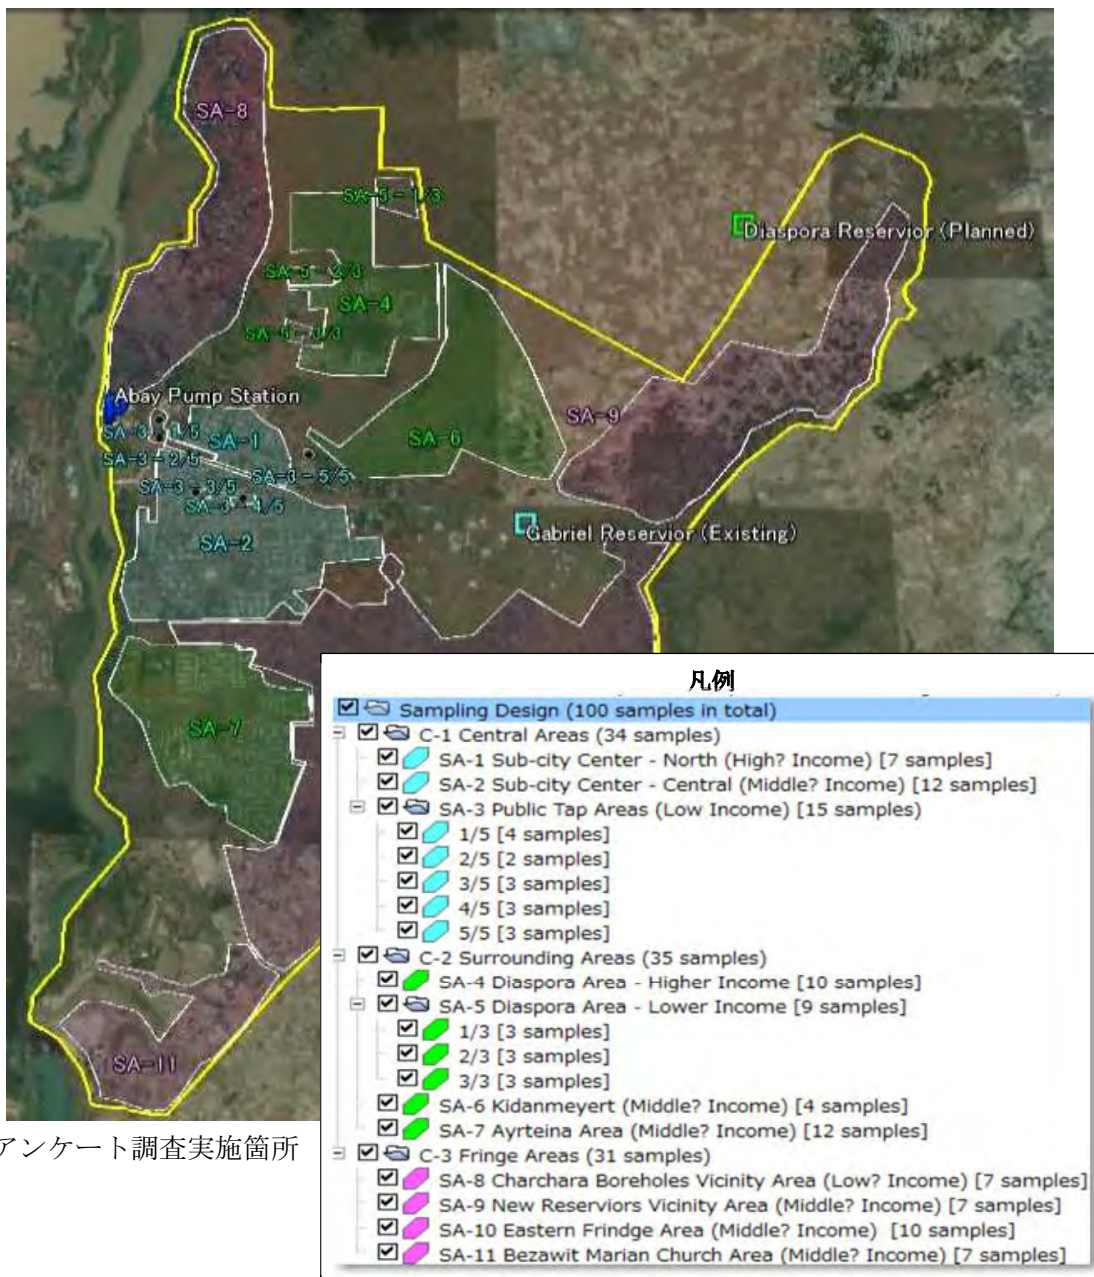 SA-8
SA-5 - 1/3
Diaspora Reservior (Planned)
SA-5 - 2/3
SA-4
SA-5 - 3/3
Abay Pump Station
SA-9
SA-3 - 1/5
SA-1
SA-6
SA-3 - 2/5
SA-3 - 5/5
SA-3 - 3/5
SA-3 - 4/5
Gabriel Reservior (Existing)
SA-2
SA-7
SA-11
アンケート調査実施箇所
凡例
Sampling Design (100 samples in total)
C-1 Central Areas (34 samples)
SA-1 Sub-city Center - North (High? Income) [7 samples]
SA-2 Sub-city Center - Central (Middle? Income) [12 samples]
SA-3 Public Tap Areas (Low Income) [15 samples)
1/5 [4 samples]
2/5 [2 samples]
3/5 [3 samples]
4/5 [3 samples]
5/5 [3 samples]
C-2 Surrounding Areas (35 samples)
SA-4 Diaspora Area - Higher Income [10 samples]
SA-5 Diaspora Area - Lower Income [9 samples]
1/3 [3 samples]
2/3 [3 samples]
3/3 [3 samples]
SA-6 Kidanmeyert (Middle? Income) [4 samples]
SA-7 Ayrteina Area (Middle? Income) [12 samples]
C-3 Fringe Areas (31 samples)
SA-8 Charchara Boreholes Vicinity Area (Low? Income) [7 samples]
SA-9 New Reserviors Vicinity Area (Middle? Income) [7 samples]
SA-10 Eastern Frindge Area (Middle? Income) [10 samples]
SA-11 Bezawit Marian Church Area (Middle? Income) [7 samples]